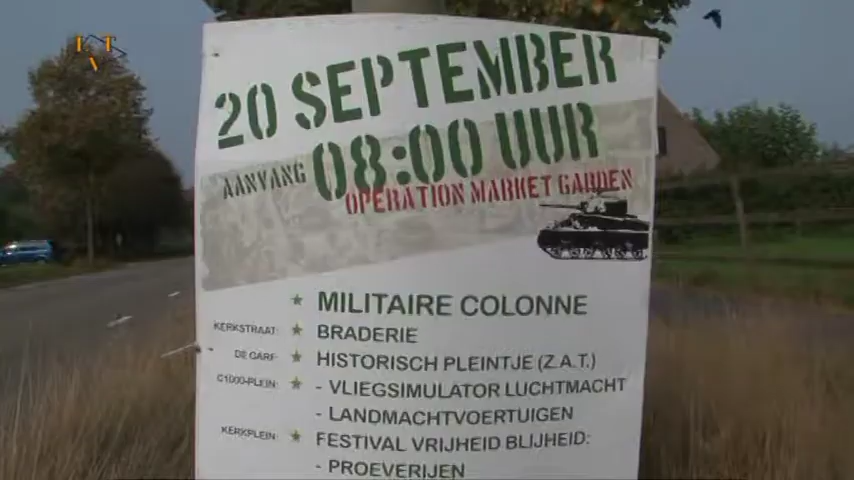 20 SEPTEMBER
AANVANG 08:00 UUR
OPERATION MARKET GARDEN
★ MILITAIRE COLONNE
KERKSTRAAT: ★ BRADERIE
DE GARF: ★ HISTORISCH PLEINTJE (Z.A.T.)
C1000-PLEIN: ★ - VLIEGSIMULATOR LUCHTMACHT
- LANDMACHTVOERTUIGEN
KERKPLEIN: ★ FESTIVAL VRIJHEID BLIJHEID:
- PROEVERIJEN